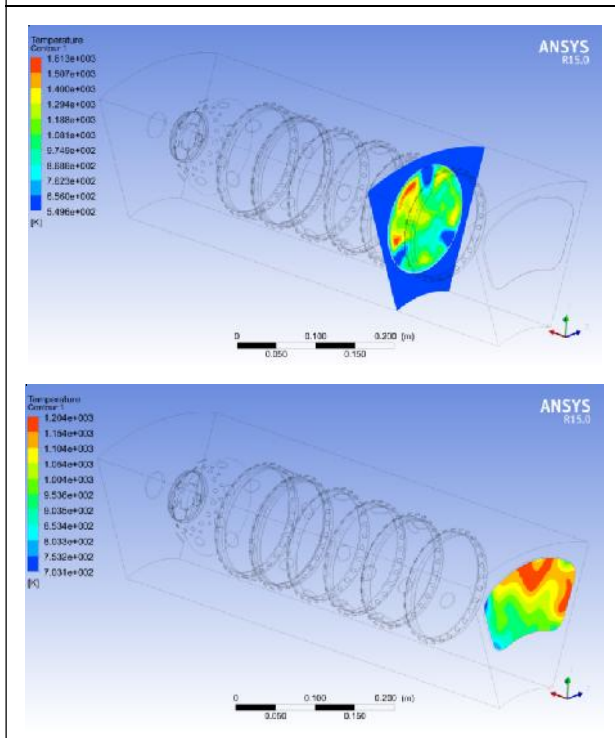 Temperature
Contour 1
ANSYS
R15.0
1.613e+003
1.507e+003
1.400e+003
1.294e+003
1.188e+003
1.081e+003
9.749e+002
8.686e+002
7.623e+002
6.560e+002
5.496e+002
[K]
0 0.100 0.200 (m)
0.050 0.150
Temperature
Contour 1
ANSYS
R15.0
1.204e+003
1.154e+003
1.104e+003
1.054e+003
1.004e+003
9.536e+002
9.035e+002
8.534e+002
8.033e+002
7.532e+002
7.031e+002
[K]
0 0.100 0.200 (m)
0.050 0.150